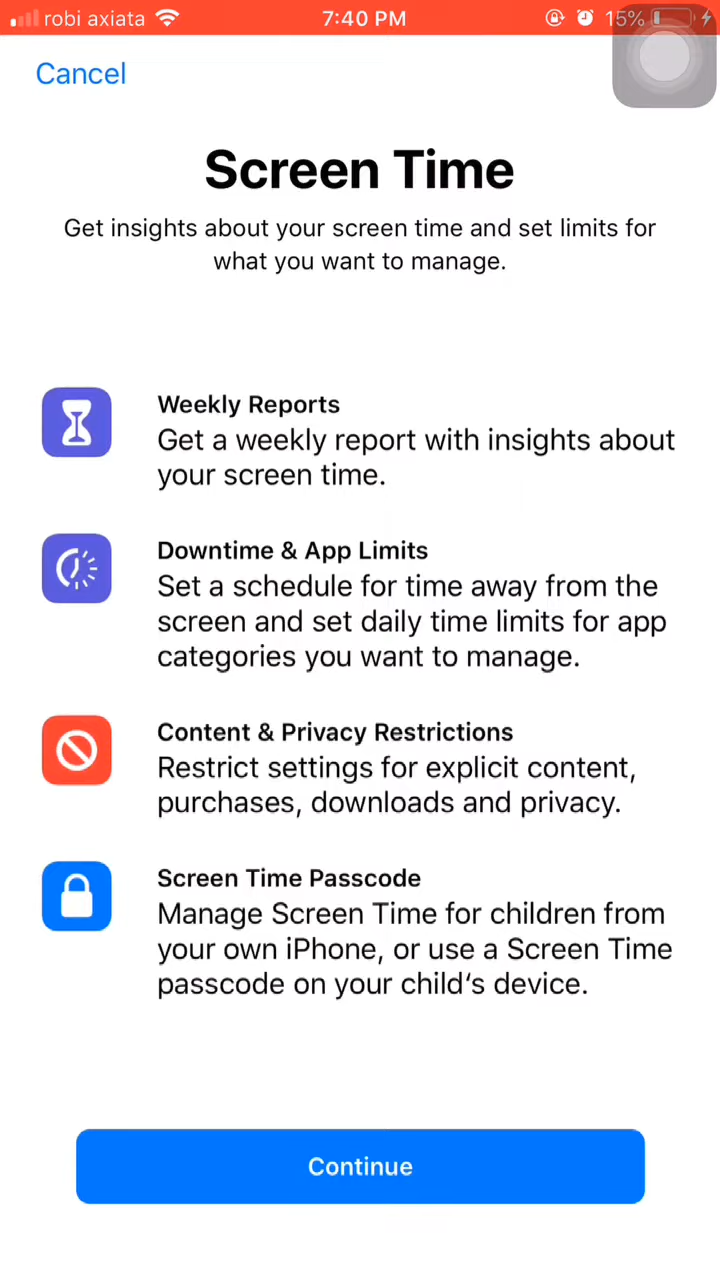 robi axiata 7:40 PM 15%
Cancel
Screen Time
Get insights about your screen time and set limits for
what you want to manage.
Weekly Reports
Get a weekly report with insights about
your screen time.
Downtime & App Limits
Set a schedule for time away from the
screen and set daily time limits for app
categories you want to manage.
Content & Privacy Restrictions
Restrict settings for explicit content,
purchases, downloads and privacy.
Screen Time Passcode
Manage Screen Time for children from
your own iPhone, or use a Screen Time
passcode on your child‘s device.
Continue